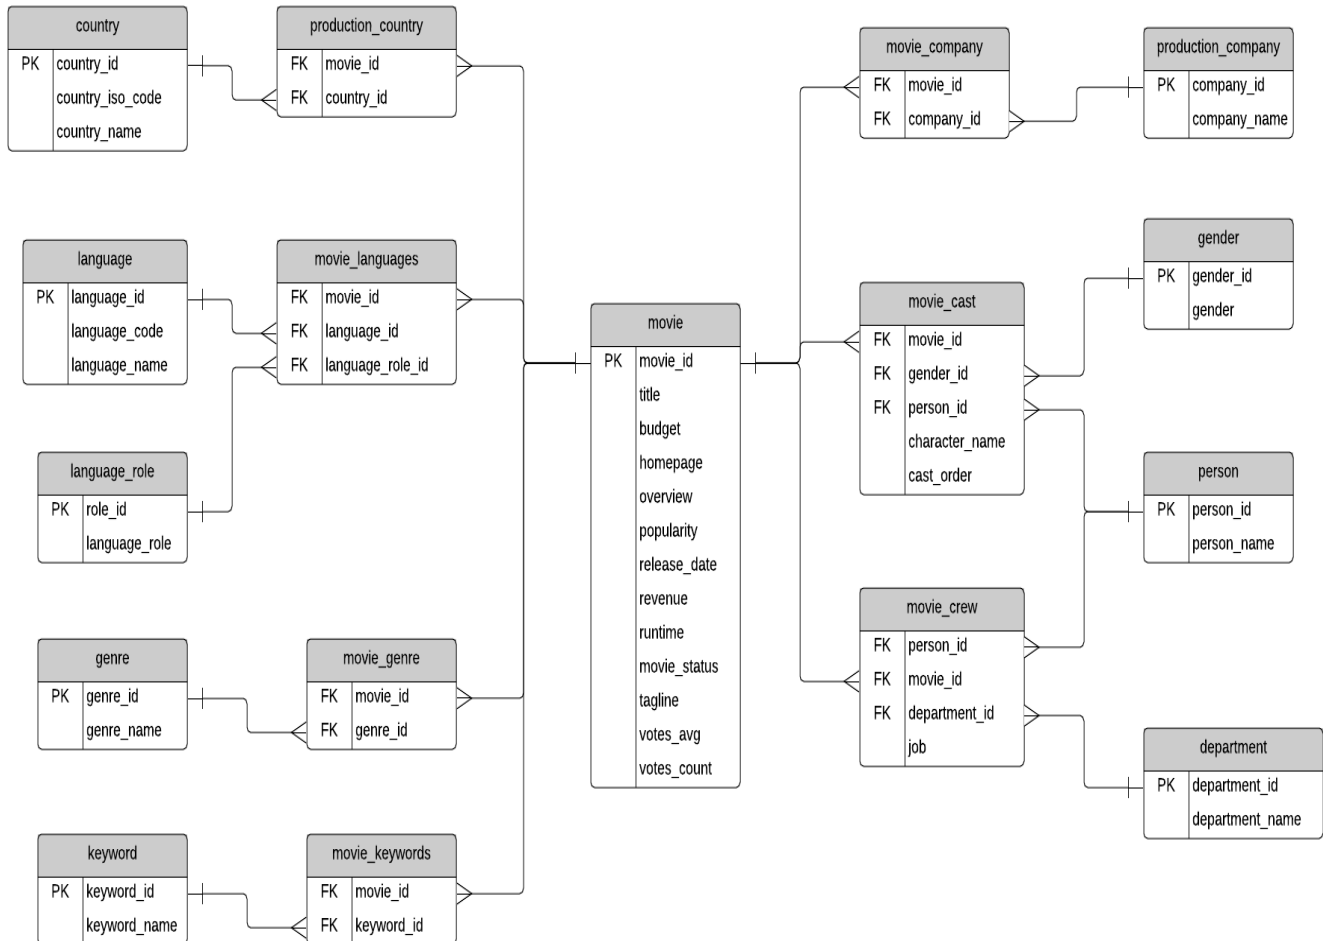 country
PK country_id
country_iso_code
country_name
production_country
FK movie_id
FK country_id
language
PK language_id
language_code
language_name
movie_languages
FK movie_id
FK language_id
FK language_role_id
language_role
PK role_id
language_role
genre
PK genre_id
genre_name
movie_genre
FK movie_id
FK genre_id
keyword
PK keyword_id
keyword_name
movie_keywords
FK movie_id
FK keyword_id
movie
PK movie_id
title
budget
homepage
overview
popularity
release_date
revenue
runtime
movie_status
tagline
votes_avg
votes_count
movie_company
FK movie_id
FK company_id
production_company
PK company_id
company_name
gender
PK gender_id
gender
movie_cast
FK movie_id
FK gender_id
FK person_id
character_name
cast_order
person
PK person_id
person_name
movie_crew
FK person_id
FK movie_id
FK department_id
job
department
PK department_id
department_name